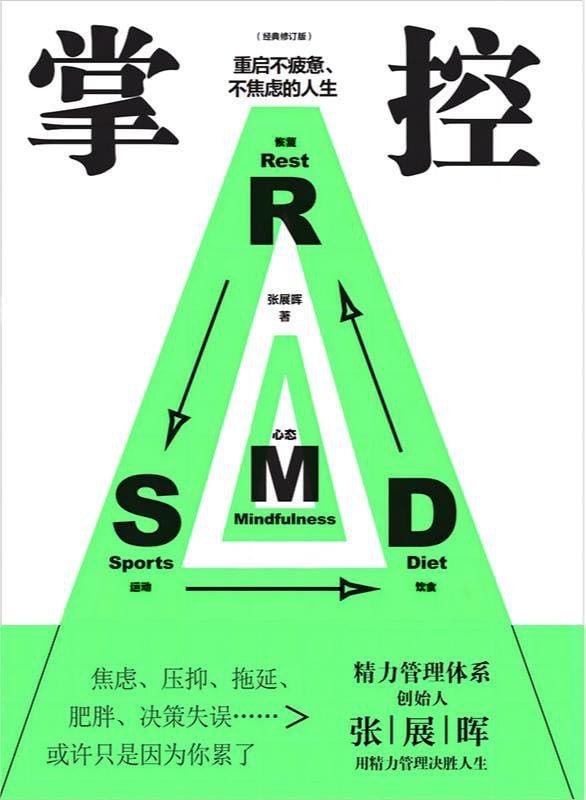 掌控
（经典修订版）
重启不疲惫、
不焦虑的人生
恢复
Rest
R
张展晖
著
心态
M
Mindfulness
S
Sports
运动
D
Diet
饮食
焦虑、压抑、拖延、
肥胖、决策失误……＞
或许只是因为你累了
精力管理体系
创始人
张|展|晖
用精力管理决胜人生